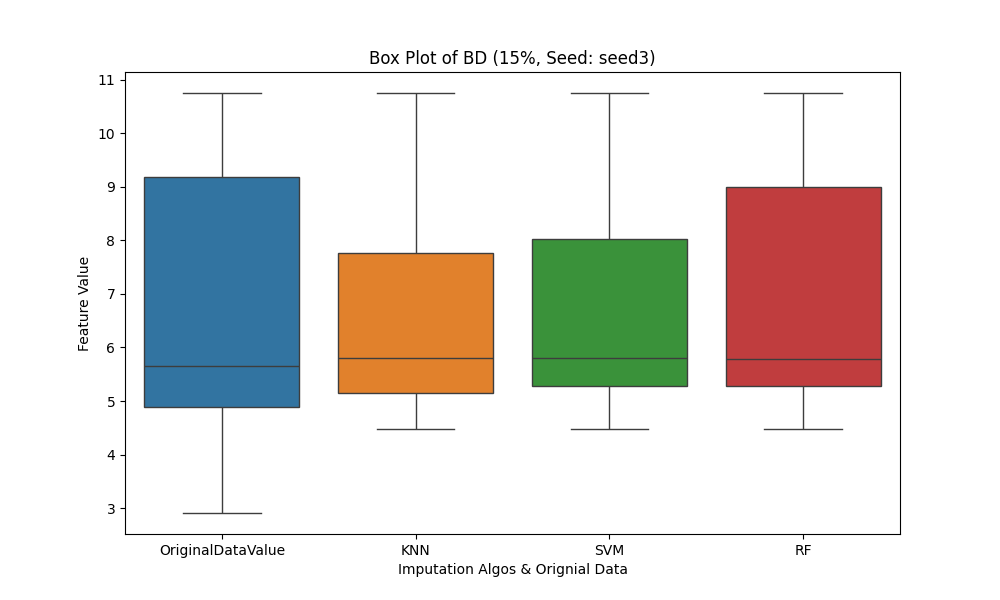 Box Plot of BD (15%, Seed: seed3)
11
10
9
8
7
6
5
4
3
Feature Value
OriginalDataValue KNN SVM RF
Imputation Algos & Orignial Data